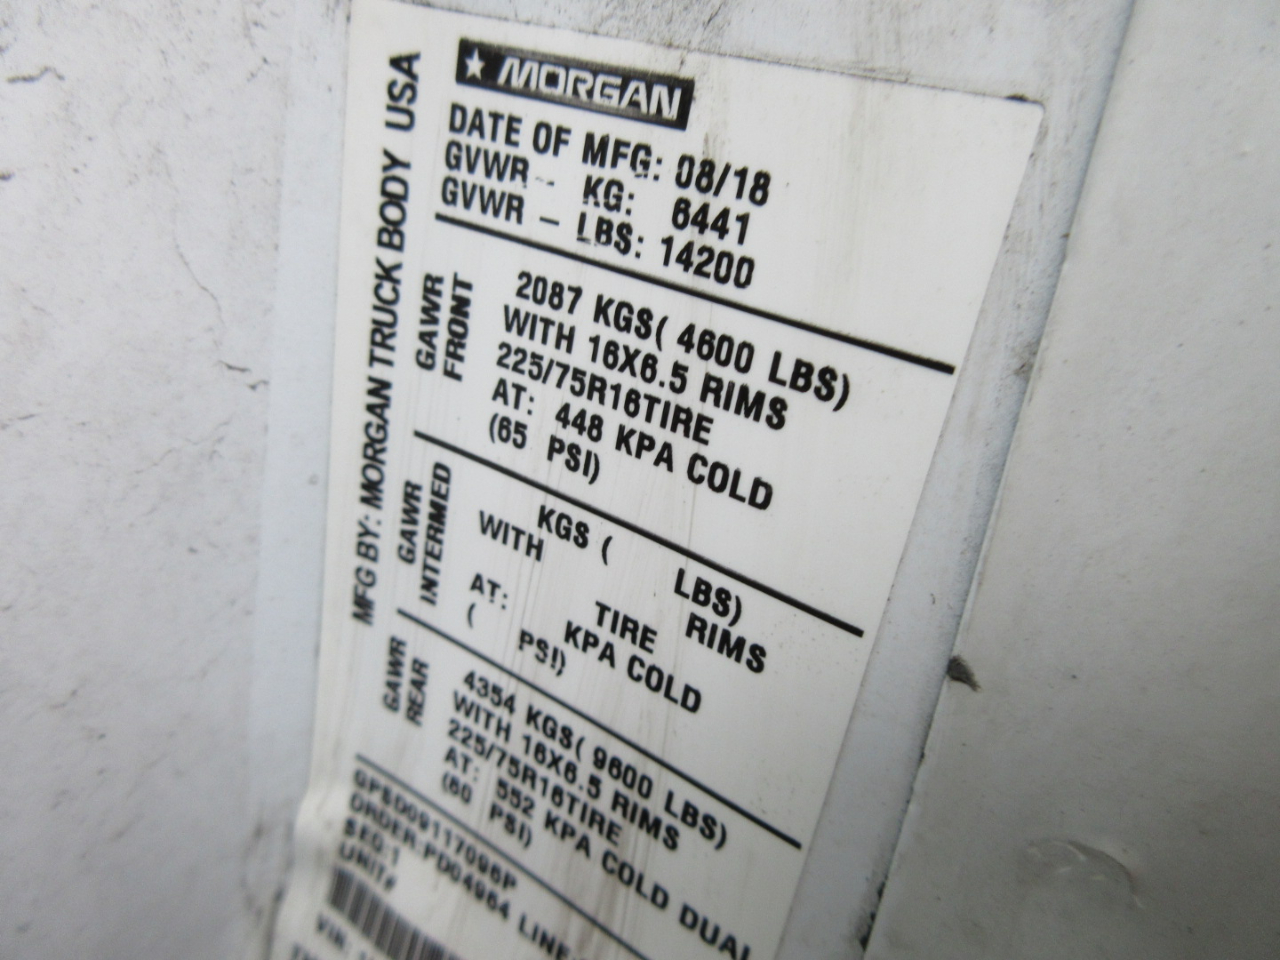 MORGAN
DATE OF MFG: 08/18
GVWR - KG: 6441
GVWR - LBS: 14200
MFG BY: MORGAN TRUCK BODY USA
GAWR FRONT
2087 KGS( 4600 LBS)
WITH 16X6.5 RIMS
225/75R16TIRE
AT: 448 KPA COLD
(65 PSI)
GAWR INTERMED
KGS ( LBS)
WITH RIMS
TIRE
AT: KPA COLD
( PSI)
GAWR REAR
4354 KGS( 9600 LBS)
WITH 16X6.5 RIMS
225/75R16TIRE
AT: 552 KPA COLD DUAL
(80 PSI)
ORDER: LINE
SEQ:1
UNIT#